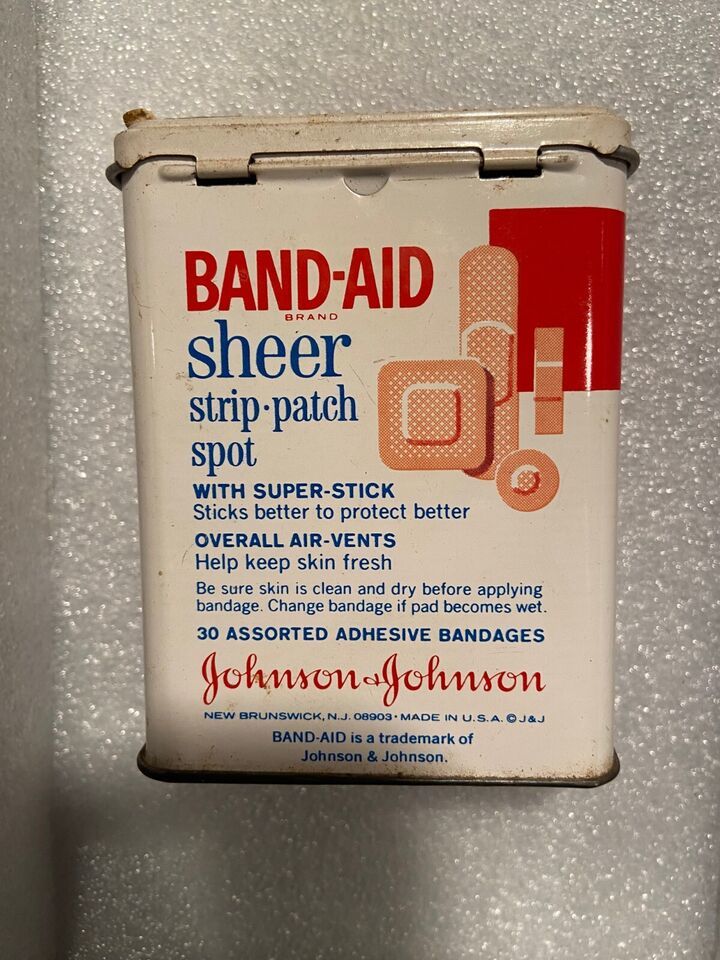 BAND-AID
BRAND
sheer
strip·patch
spot
WITH SUPER-STICK
Sticks better to protect better
OVERALL AIR-VENTS
Help keep skin fresh
Be sure skin is clean and dry before applying
bandage. Change bandage if pad becomes wet.
30 ASSORTED ADHESIVE BANDAGES
Johnson & Johnson
NEW BRUNSWICK, N.J. 08903 · MADE IN U.S.A. © J & J
BAND-AID is a trademark of
Johnson & Johnson.